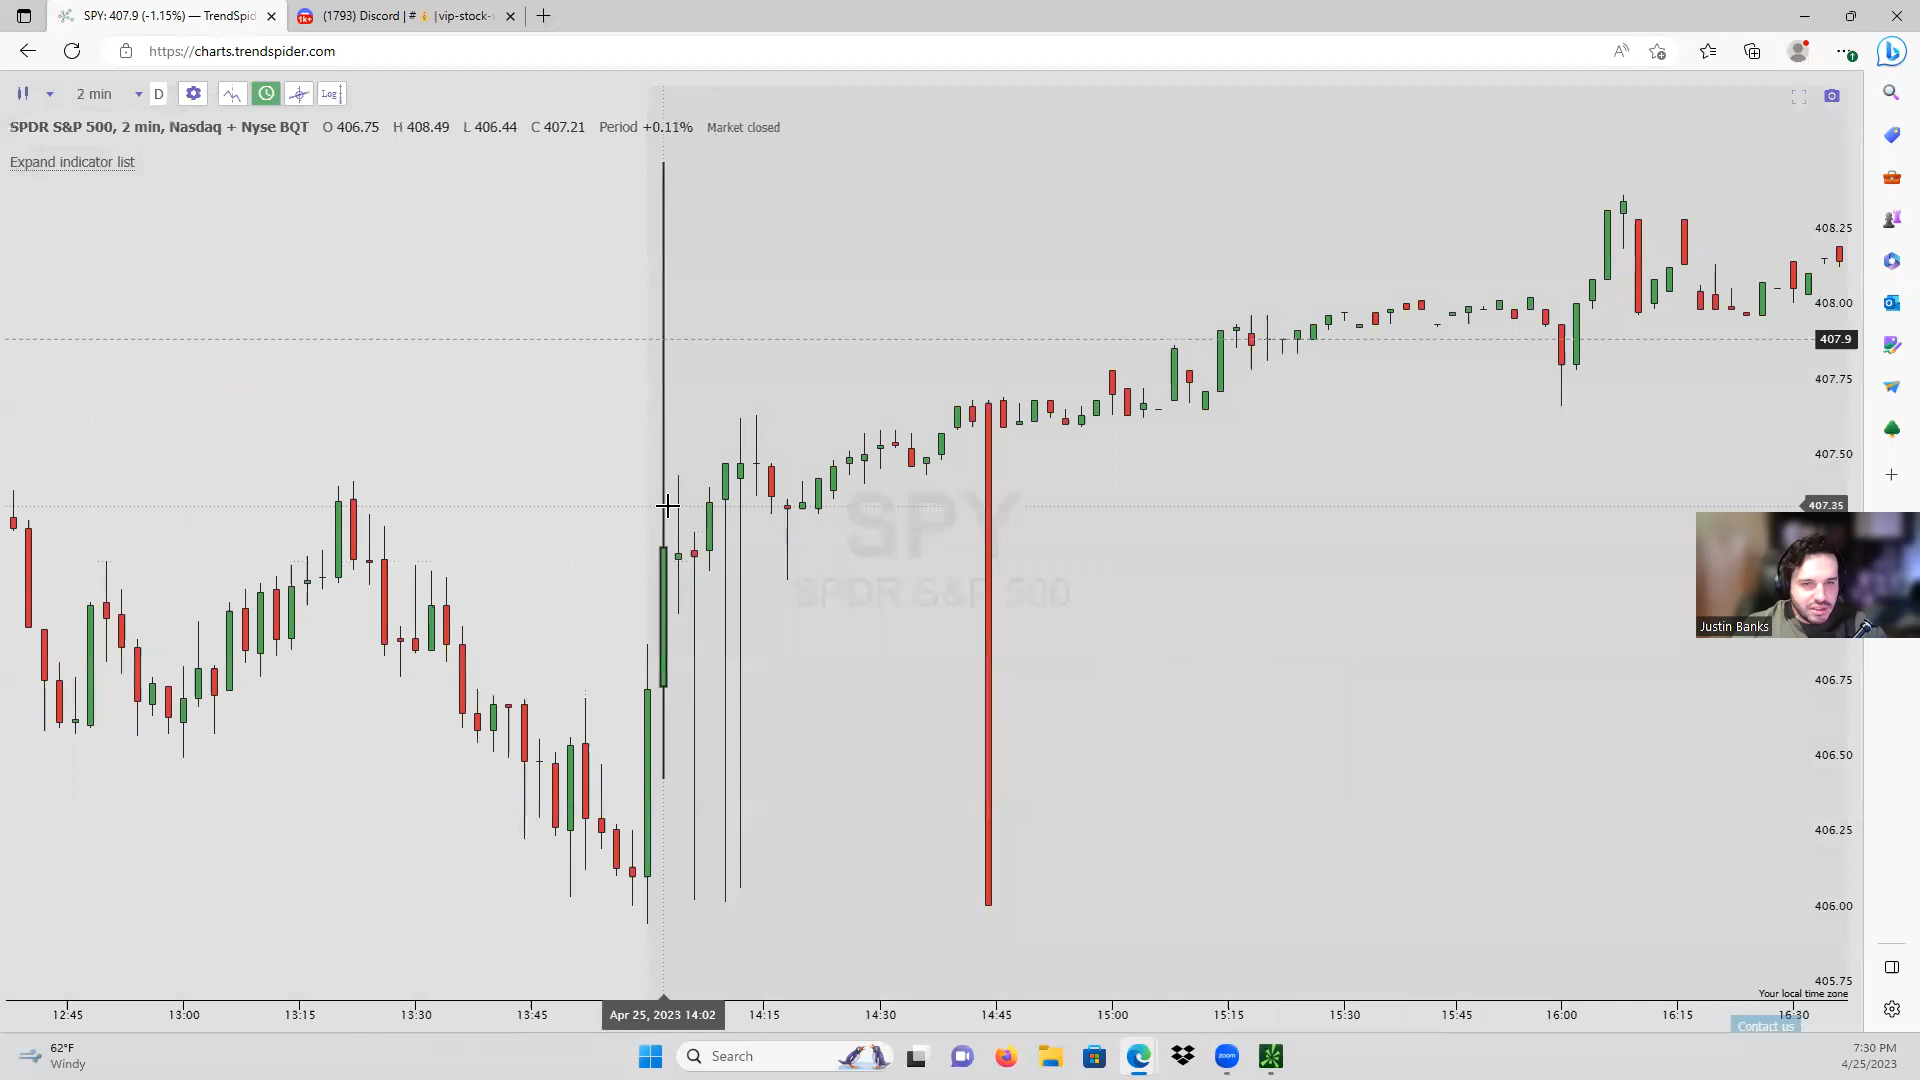 SPY: 407.9 (-1.15%) — TrendSpid
(1793) Discord | # | vip-stock-
https://charts.trendspider.com
2 min
D
Log
SPDR S&P 500, 2 min, Nasdaq + Nyse BQT O 406.75 H 408.49 L 406.44 C 407.21 Period +0.11% Market closed
Expand indicator list
408.25
408.00
407.9
407.75
407.50
407.35
SPY
SPDR S&P 500
Justin Banks
406.75
406.50
406.25
406.00
405.75
Your local time zone
12:45 13:00 13:15 13:30 13:45 Apr 25, 2023 14:02 14:15 14:30 14:45 15:00 15:15 15:30 15:45 16:00 16:15 16:30
Contact us
62°F
Windy
Search
zoom
7:30 PM
4/25/2023